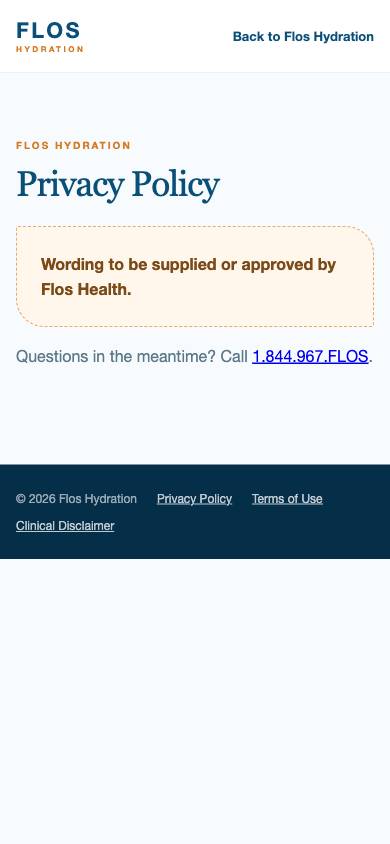 FLOS
HYDRATION
Back to Flos Hydration
FLOS HYDRATION
Privacy Policy
Wording to be supplied or approved by
Flos Health.
Questions in the meantime? Call 1.844.967.FLOS.
© 2026 Flos Hydration Privacy Policy Terms of Use
Clinical Disclaimer